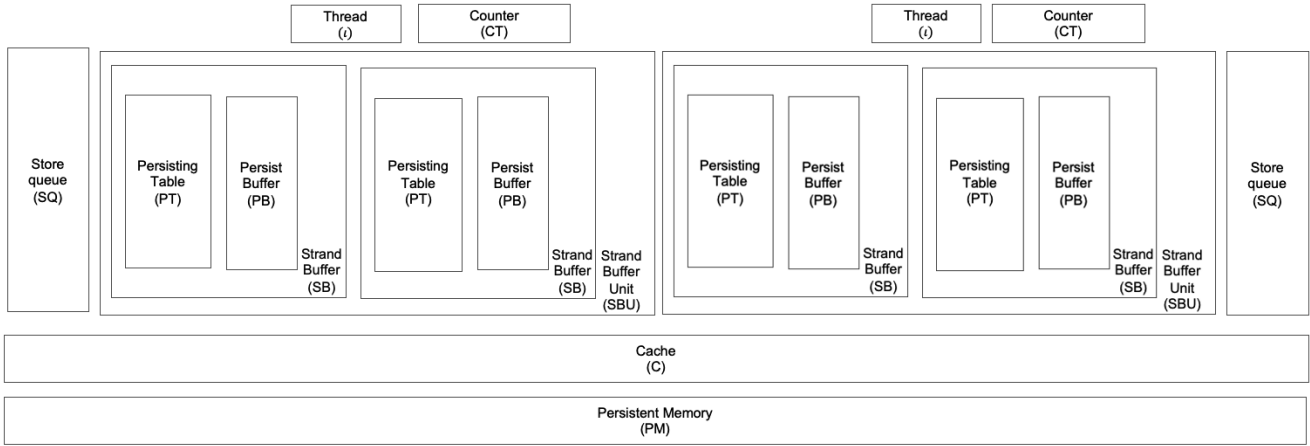 Thread
(ι)
Counter
(CT)
Thread
(ι)
Counter
(CT)
Store
queue
(SQ)
Persisting
Table
(PT)
Persist
Buffer
(PB)
Strand
Buffer
(SB)
Persisting
Table
(PT)
Persist
Buffer
(PB)
Strand
Buffer
(SB)
Strand
Buffer
Unit
(SBU)
Persisting
Table
(PT)
Persist
Buffer
(PB)
Strand
Buffer
(SB)
Persisting
Table
(PT)
Persist
Buffer
(PB)
Strand
Buffer
(SB)
Strand
Buffer
Unit
(SBU)
Store
queue
(SQ)
Cache
(C)
Persistent Memory
(PM)